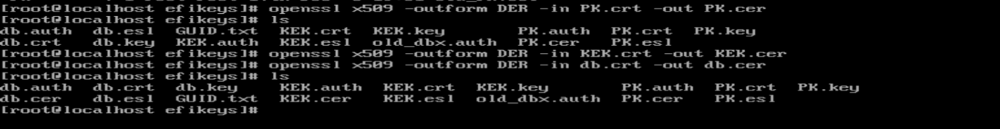 [root@localhost efikeys]# openssl x509 -outform DER -in PK.crt -out PK.cer
[root@localhost efikeys]# ls
db.auth db.esl GUID.txt KEK.crt KEK.key PK.auth PK.crt PK.key
db.crt db.key KEK.auth KEK.esl old_dbx.auth PK.cer PK.esl
[root@localhost efikeys]# openssl x509 -outform DER -in KEK.crt -out KEK.cer
[root@localhost efikeys]# openssl x509 -outform DER -in db.crt -out db.cer
[root@localhost efikeys]# ls
db.auth db.crt db.key KEK.auth KEK.crt KEK.key PK.auth PK.crt PK.key
db.cer db.esl GUID.txt KEK.cer KEK.esl old_dbx.auth PK.cer PK.esl
[root@localhost efikeys]#